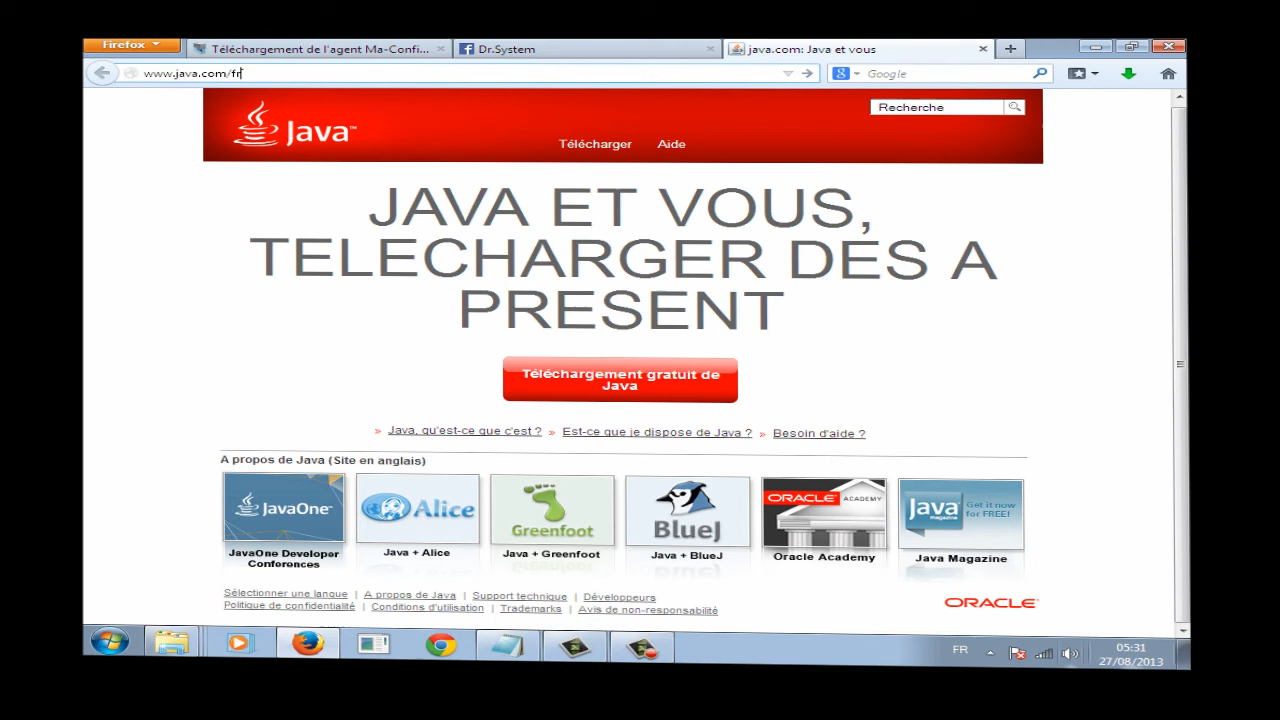 Firefox
Téléchargement de l'agent Ma-Confi...
Dr.System
java.com: Java et vous
www.java.com/fr
Google
Java™
Recherche
Télécharger Aide
JAVA ET VOUS,
TELECHARGER DES A
PRESENT
Téléchargement gratuit de
Java
» Java, qu'est-ce que c'est ? » Est-ce que je dispose de Java ? » Besoin d'aide ?
A propos de Java (Site en anglais)
JavaOne™
Alice
Greenfoot
BlueJ
ORACLE ACADEMY
Java magazine
Get it now
for FREE!
JavaOne Developer
Conferences
Java + Alice
Java + Greenfoot
Java + BlueJ
Oracle Academy
Java Magazine
Sélectionner une langue | A propos de Java | Support technique | Développeurs
Politique de confidentialité | Conditions d'utilisation | Trademarks | Avis de non-responsabilité
ORACLE
FR
05:31
27/08/2013